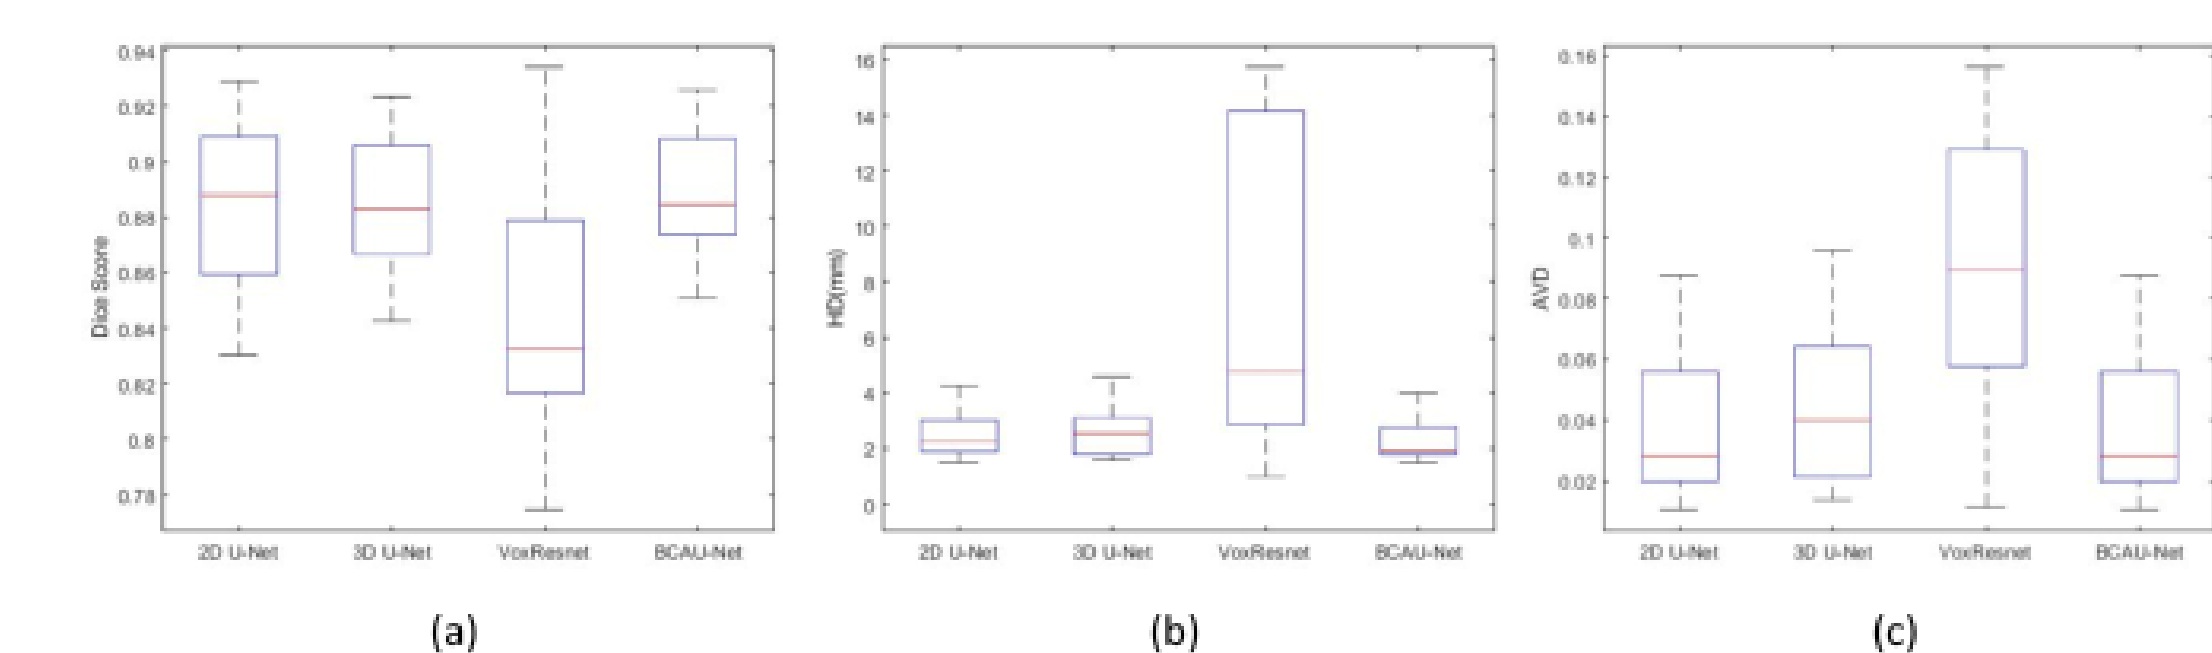 Dice Score
0.94
0.92
0.9
0.88
0.86
0.84
0.82
0.8
0.78
2D U-Net 3D U-Net VoxResnet BCAU-Net
(a)
HD(mm)
16
14
12
10
8
6
4
2
0
2D U-Net 3D U-Net VoxResnet BCAU-Net
(b)
AVD
0.16
0.14
0.12
0.1
0.08
0.06
0.04
0.02
2D U-Net 3D U-Net VoxResnet BCAU-Net
(c)